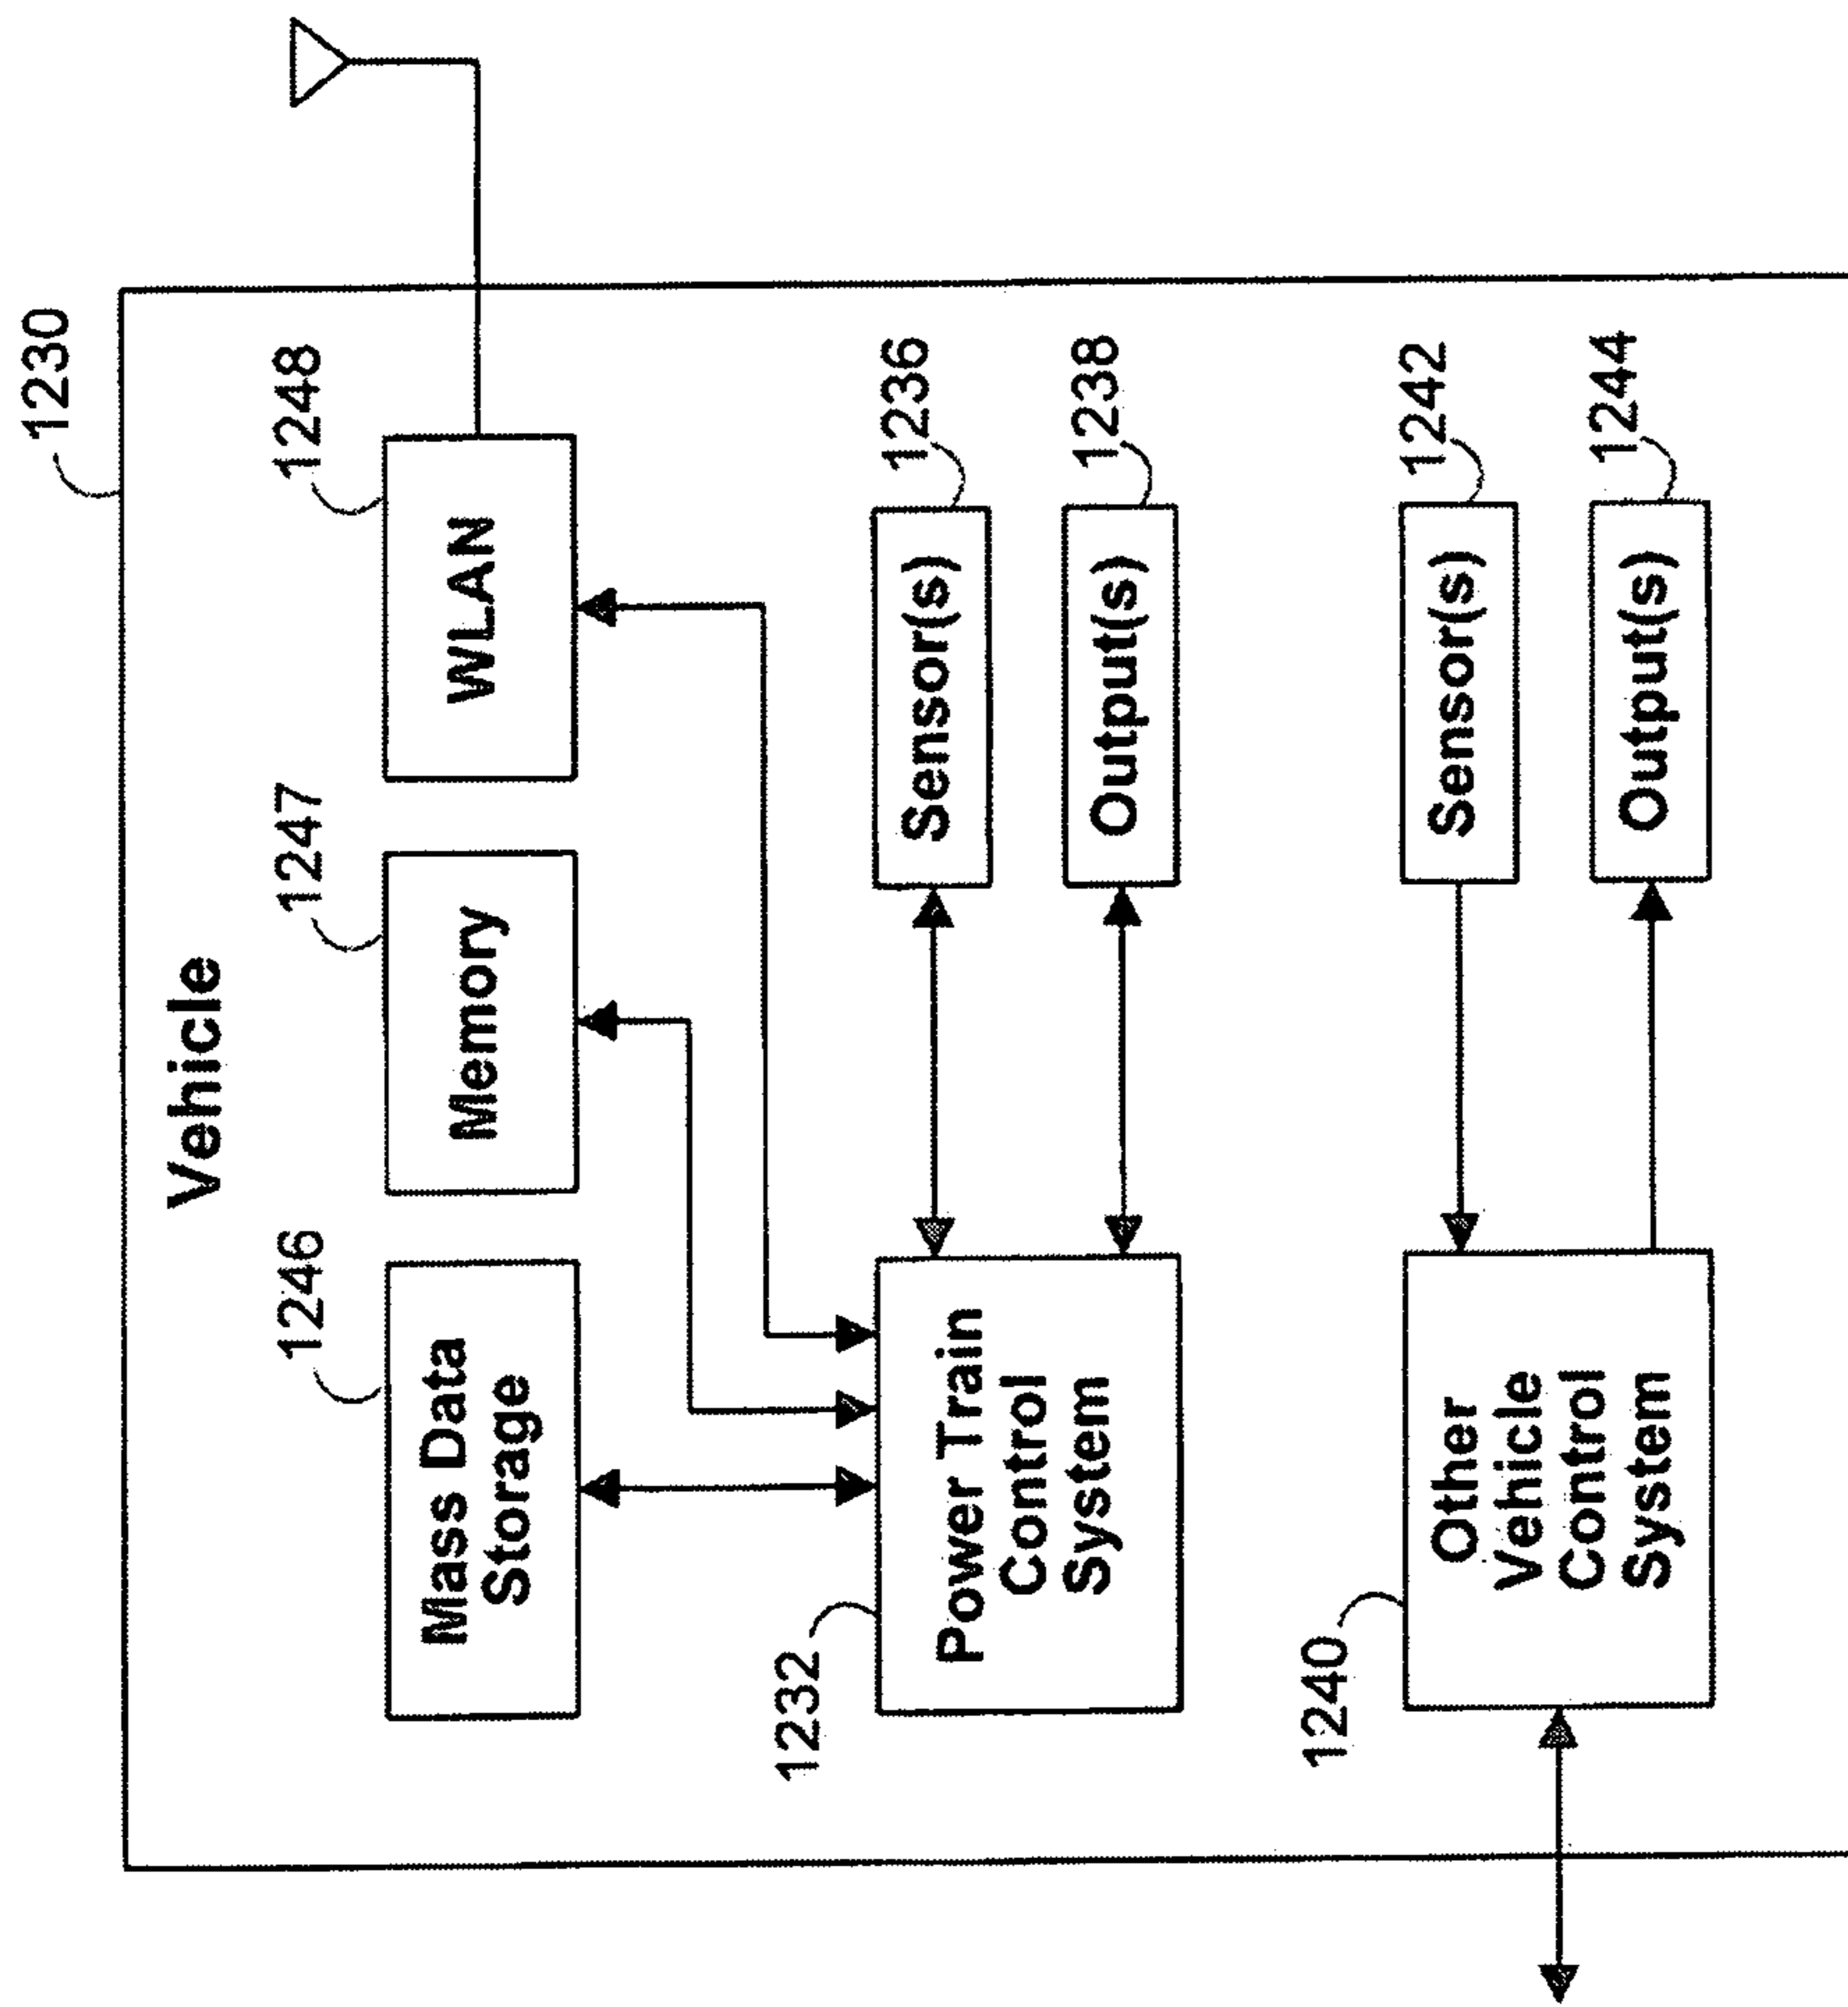 1230
Vehicle
1246
1247
1248
Mass Data
Storage
Memory
WLAN
1232
1236
Power Train
Control
System
Sensor(s)
1238
Output(s)
1240
1242
Other
Vehicle
Control
System
Sensor(s)
1244
Output(s)